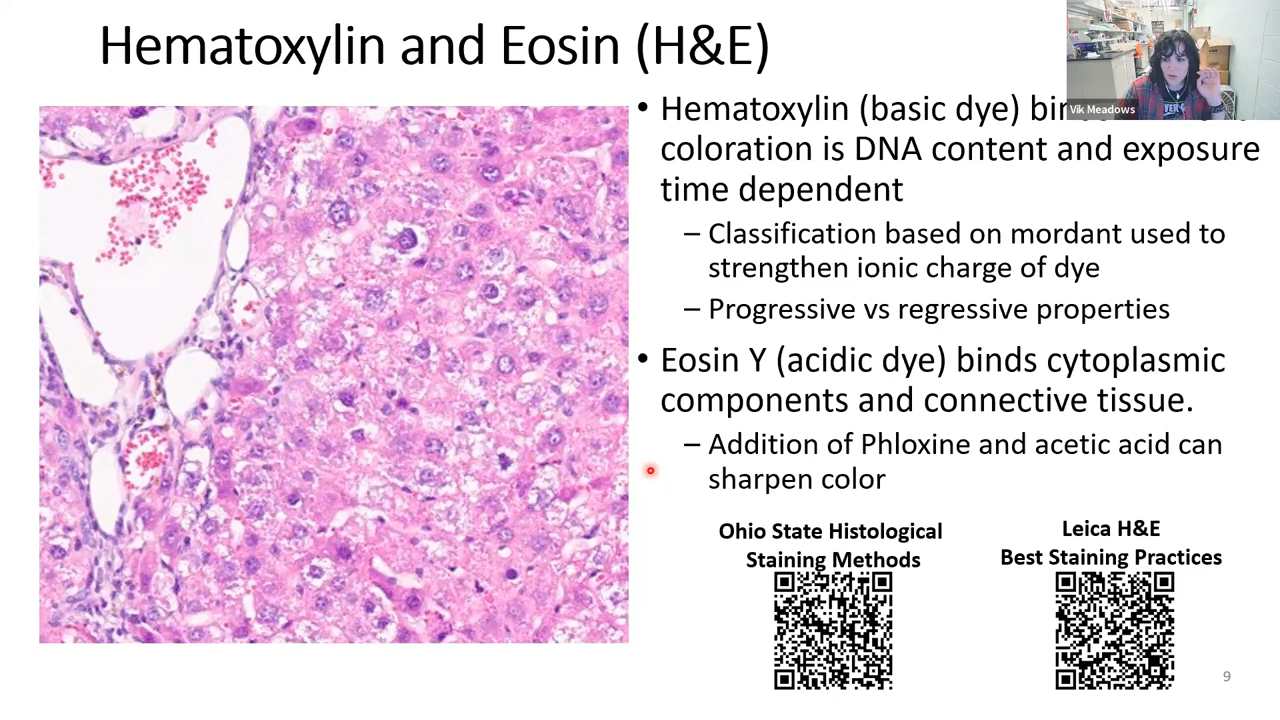 Hematoxylin and Eosin (H&E)
Vik Meadows
• Hematoxylin (basic dye)
coloration is DNA content and exposure
time dependent
– Classification based on mordant used to
strengthen ionic charge of dye
– Progressive vs regressive properties
• Eosin Y (acidic dye) binds cytoplasmic
components and connective tissue.
– Addition of Phloxine and acetic acid can
sharpen color
Ohio State Histological
Staining Methods
Leica H&E
Best Staining Practices
9